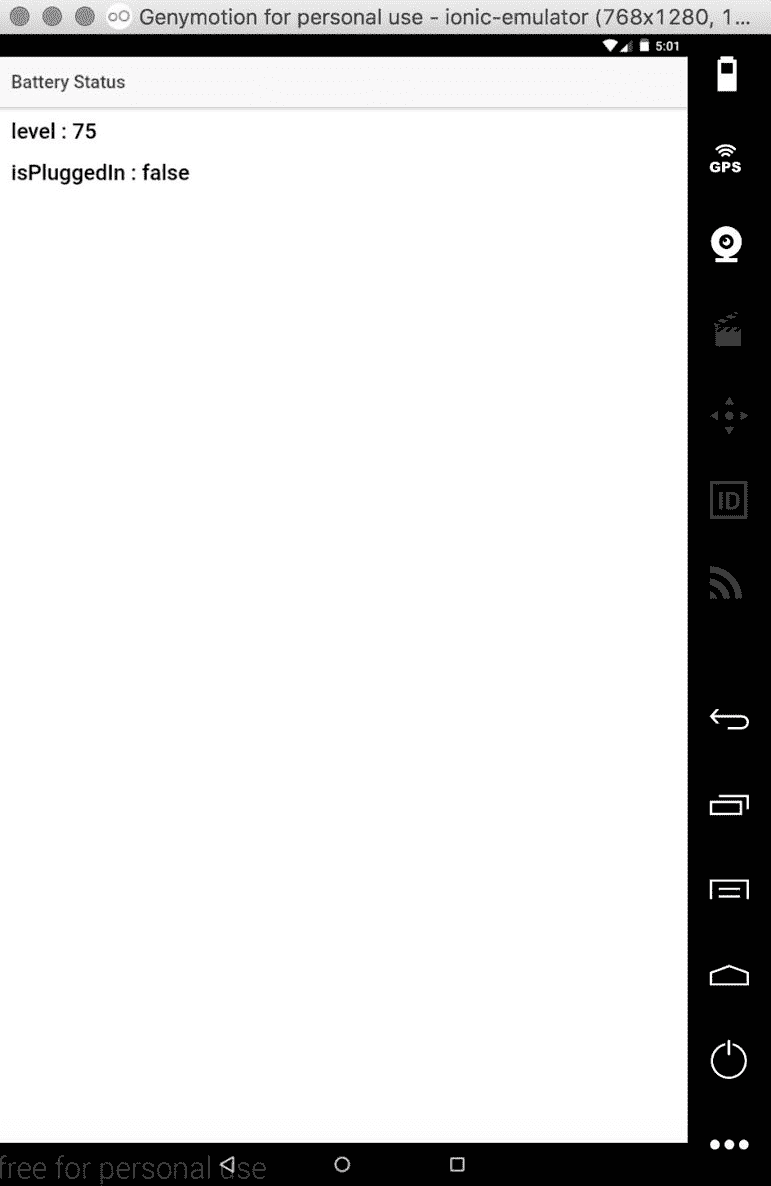 Genymotion for personal use - ionic-emulator (768x1280, 1...
5:01
Battery Status
level : 75
isPluggedIn : false
GPS
ID
free for personal use